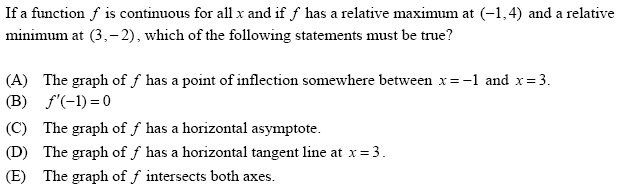 If a function f is continuous for all x and if f has a relative maximum at (−1,4) and a relative
minimum at (3,−2), which of the following statements must be true?
(A) The graph of f has a point of inflection somewhere between x = −1 and x = 3.
(B) f′(−1) = 0
(C) The graph of f has a horizontal asymptote.
(D) The graph of f has a horizontal tangent line at x = 3.
(E) The graph of f intersects both axes.